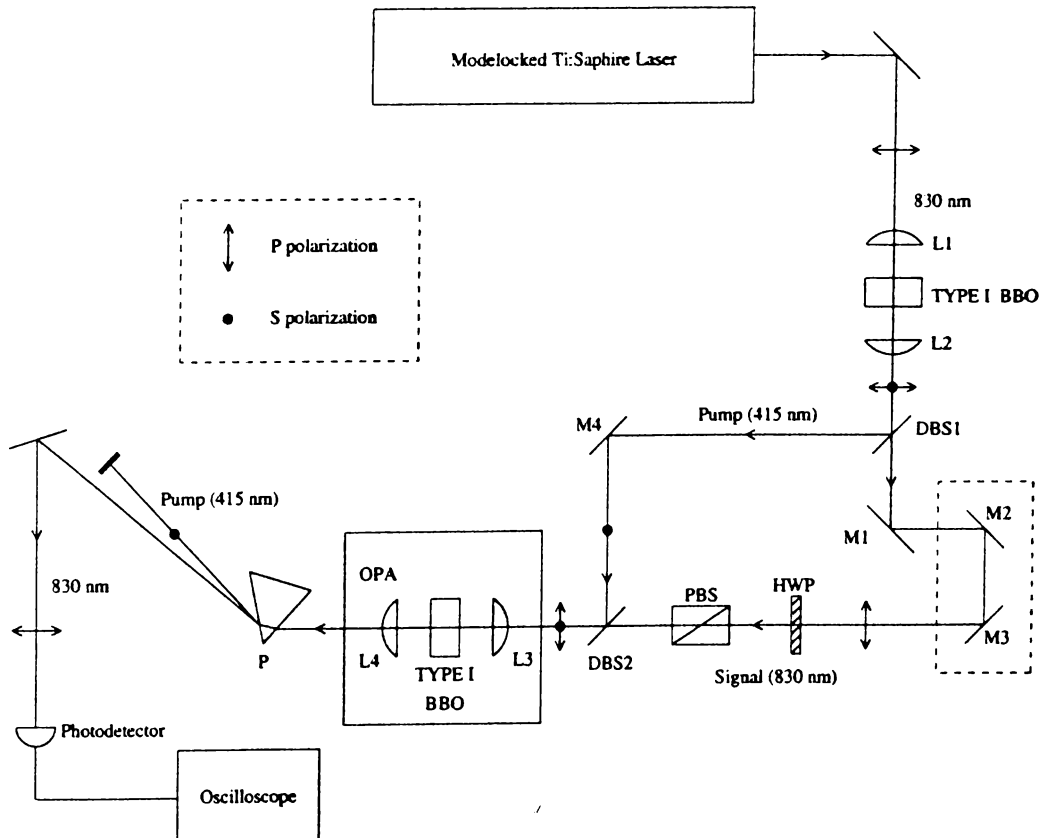 Modelocked Ti:Saphire Laser
830 nm
L1
TYPE I BBO
L2
P polarization
S polarization
M4
Pump (415 nm)
DBS1
M1
M2
M3
Pump (415 nm)
830 nm
OPA
L4
TYPE I
BBO
L3
P
DBS2
PBS
HWP
Signal (830 nm)
Photodetector
Oscilloscope